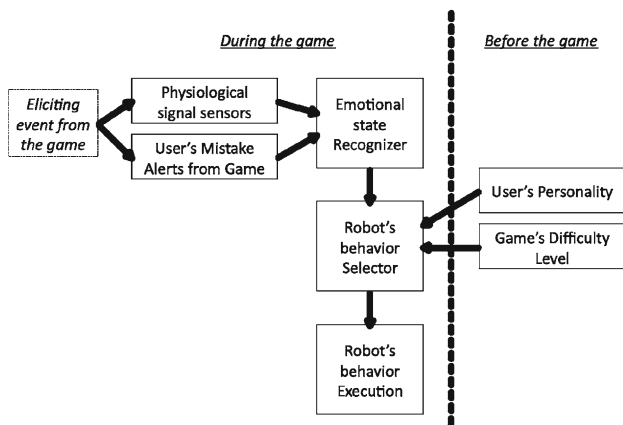 During the game
Before the game
Eliciting
event from
the game
Physiological
signal sensors
User's Mistake
Alerts from Game
Emotional
state
Recognizer
User's Personality
Game's Difficulty
Level
Robot's
behavior
Selector
Robot's
behavior
Execution